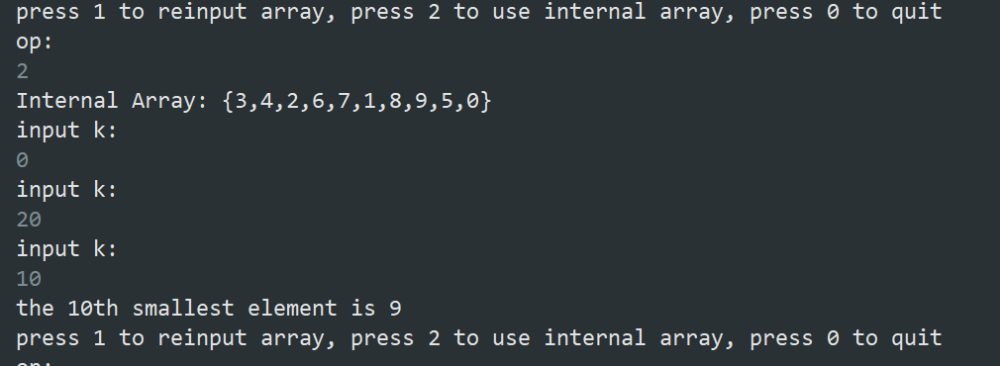 press 1 to reinput array, press 2 to use internal array, press 0 to quit
op:
2
Internal Array: {3,4,2,6,7,1,8,9,5,0}
input k:
0
input k:
20
input k:
10
the 10th smallest element is 9
press 1 to reinput array, press 2 to use internal array, press 0 to quit
op: